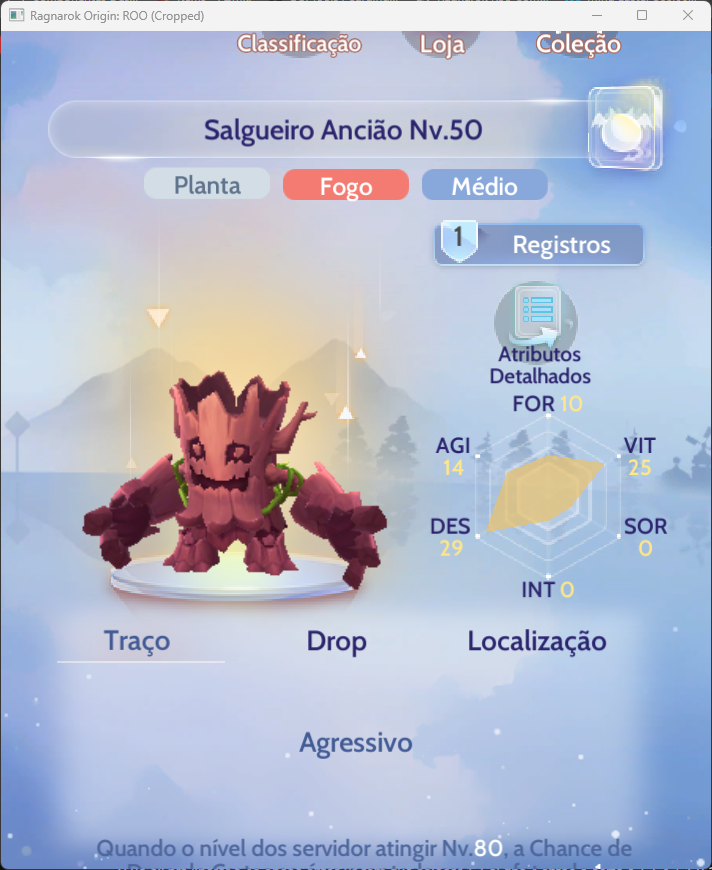 Ragnarok Origin: ROO (Cropped)
Classificação
Loja
Coleção
Salgueiro Ancião Nv.50
Planta
Fogo
Médio
1
Registros
Atributos
Detalhados
FOR 10
AGI
14
VIT
25
DES
29
SOR
0
INT 0
Traço
Drop
Localização
Agressivo
Quando o nível dos servidor atingir Nv.80, a Chance de